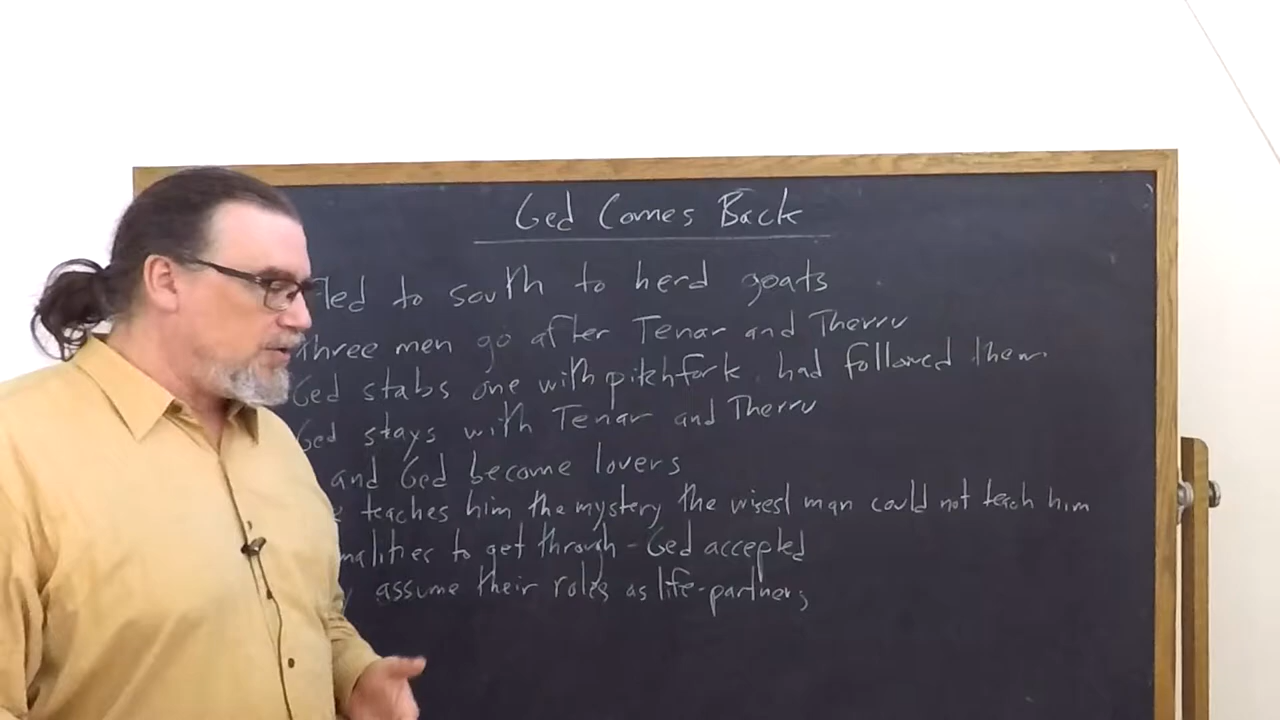 Ged Comes Back
Fled to south to herd goats
Three men go after Tenar and Therru
Ged stabs one with pitchfork. had followed them.
Ged stays with Tenar and Therru
and Ged become lovers
teaches him the mystery the wisest man could not teach him
to get through - Ged accepted
assume their roles as life-partners